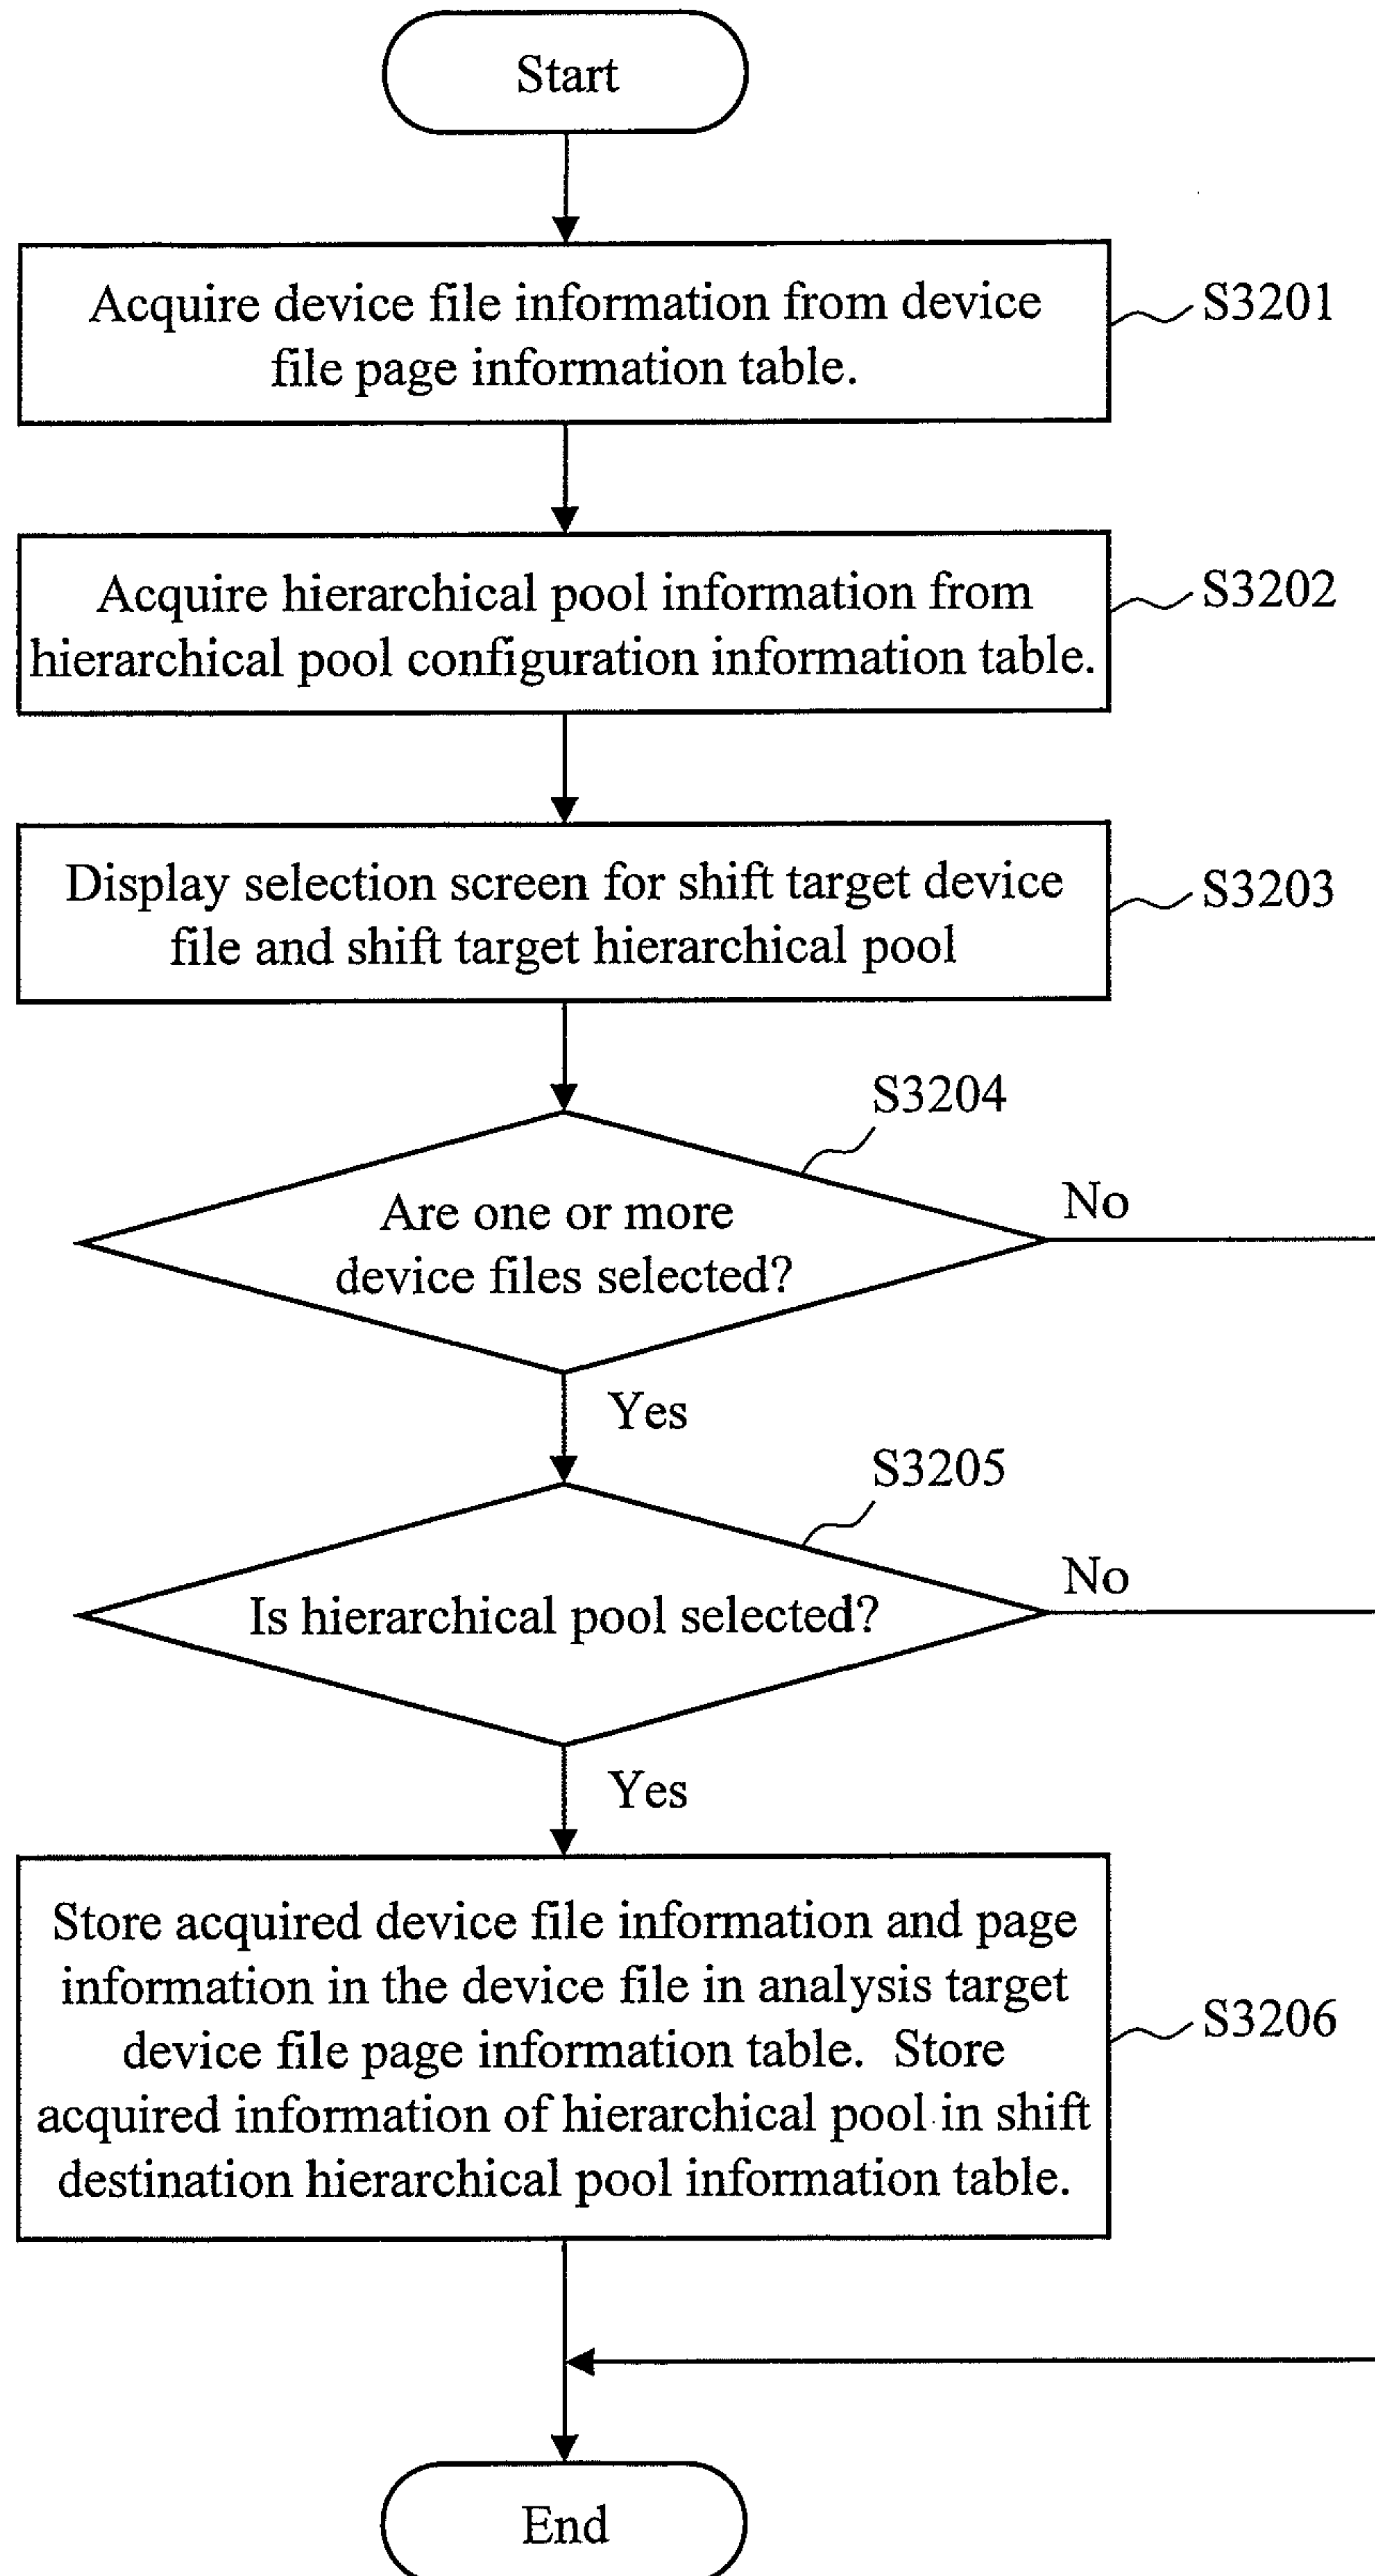 Start
Acquire device file information from device
file page information table.
S3201
Acquire hierarchical pool information from
hierarchical pool configuration information table.
S3202
Display selection screen for shift target device
file and shift target hierarchical pool
S3203
S3204
Are one or more
device files selected?
No
Yes
S3205
Is hierarchical pool selected?
No
Yes
Store acquired device file information and page
information in the device file in analysis target
device file page information table. Store
acquired information of hierarchical pool in shift
destination hierarchical pool information table.
S3206
End